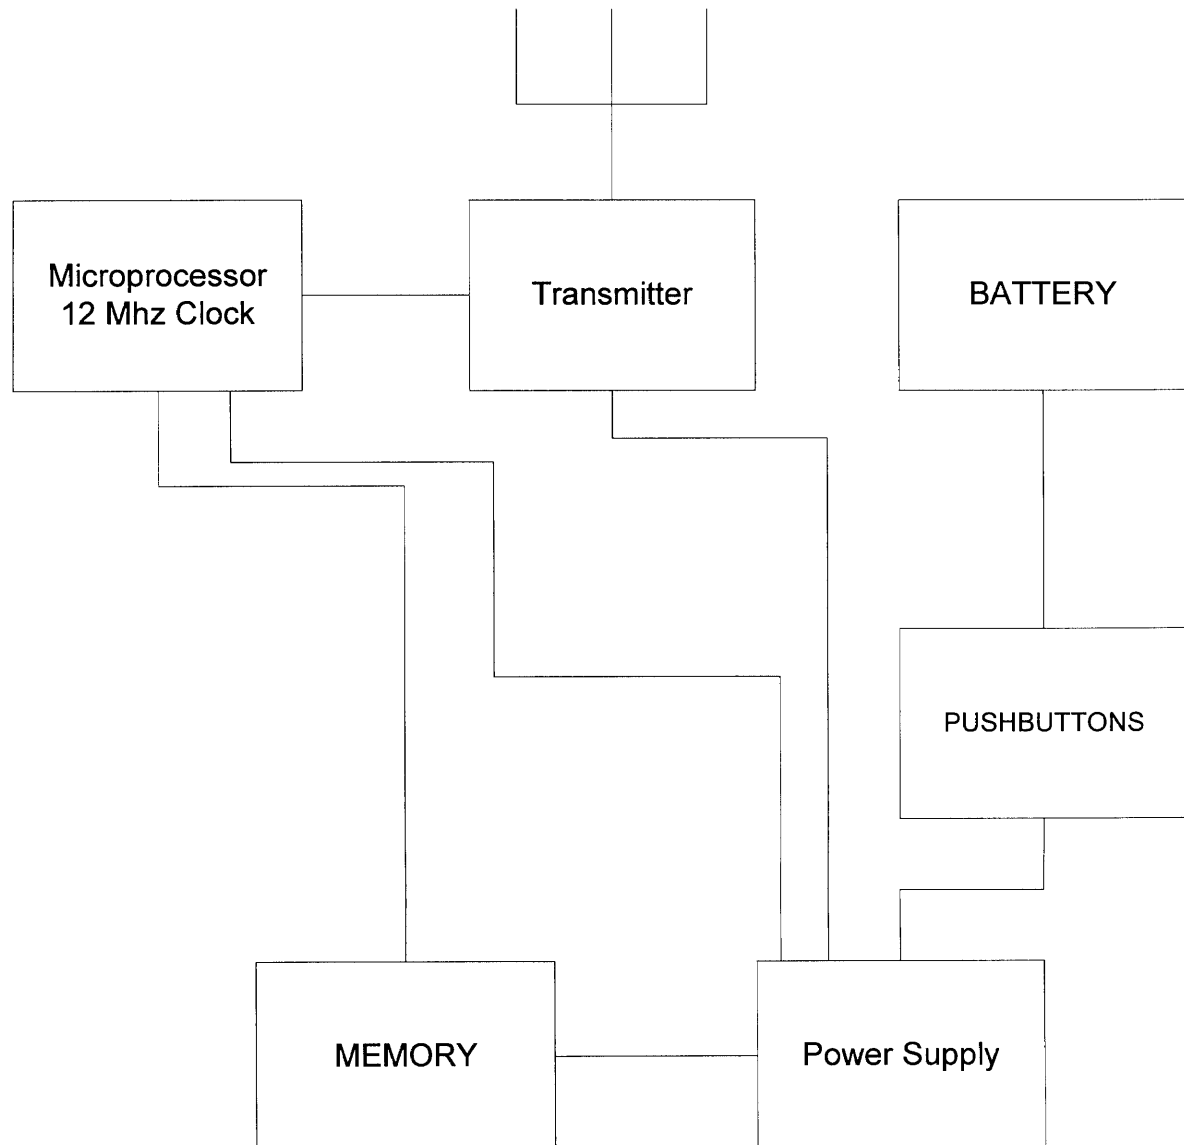 Microprocessor
12 Mhz Clock
Transmitter
BATTERY
PUSHBUTTONS
MEMORY
Power Supply